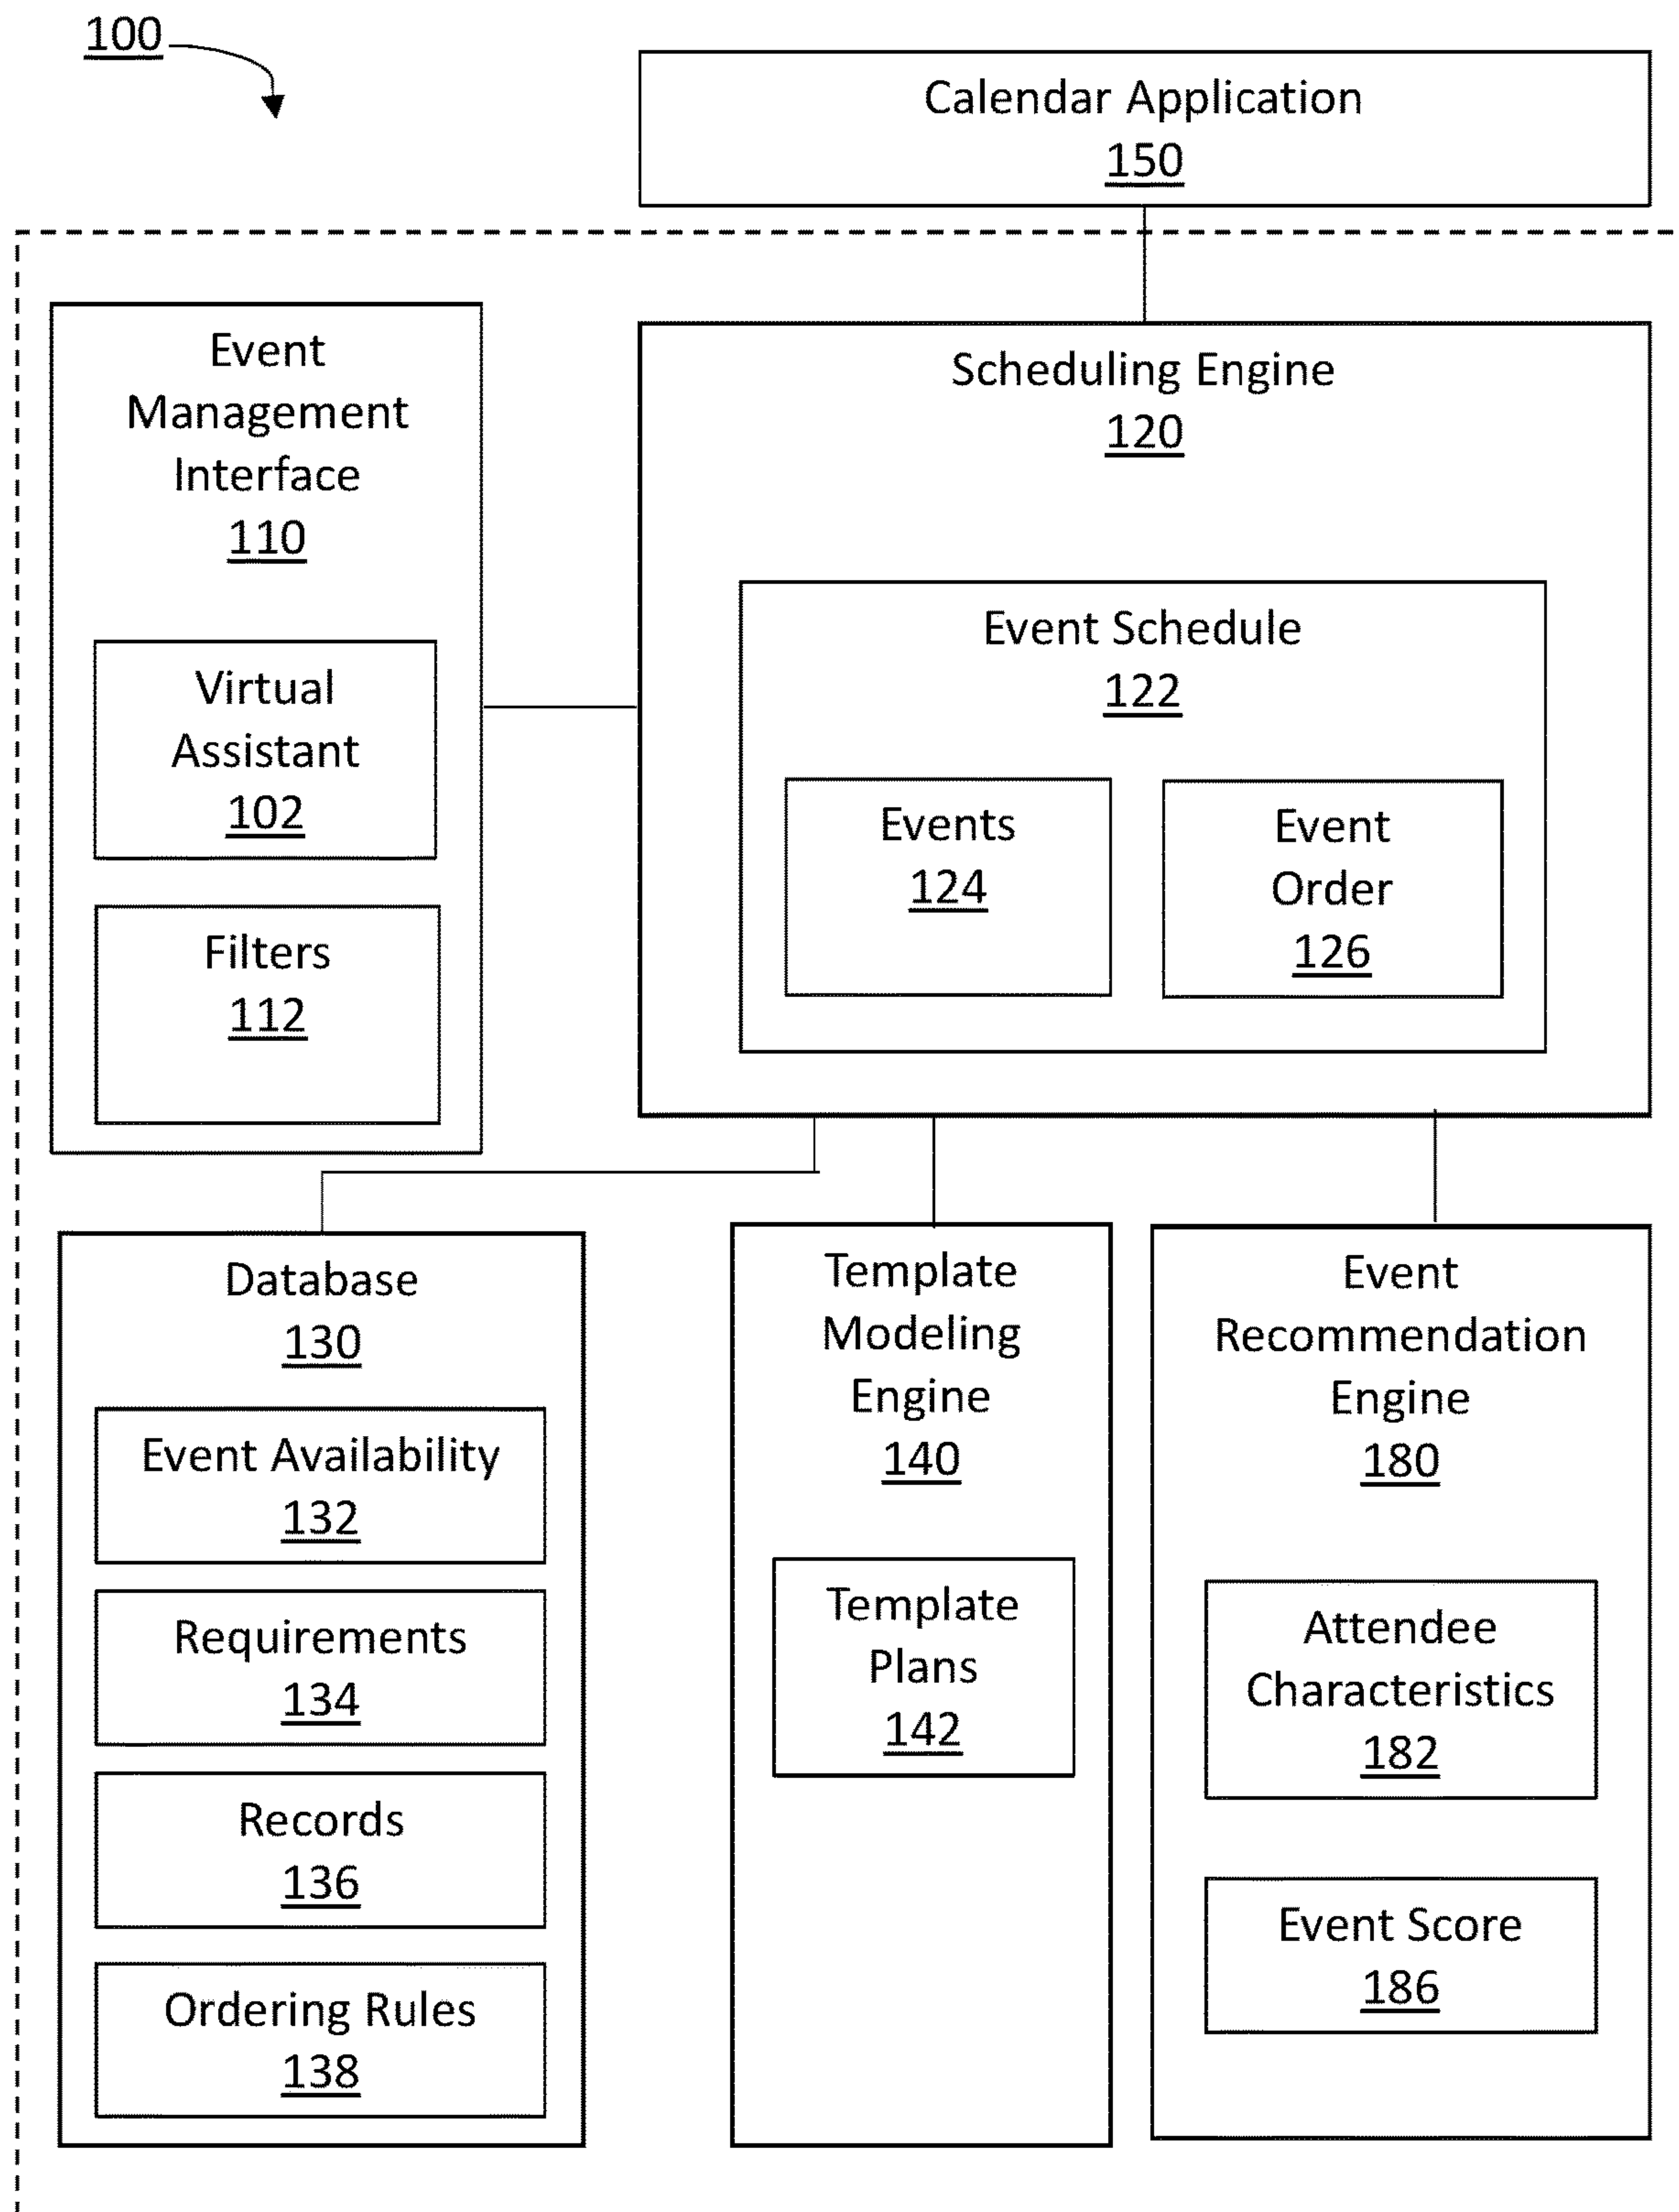 100
Calendar Application
150
Event
Management
Interface
110
Virtual
Assistant
102
Filters
112
Scheduling Engine
120
Event Schedule
122
Events
124
Event
Order
126
Database
130
Event Availability
132
Requirements
134
Records
136
Ordering Rules
138
Template
Modeling
Engine
140
Template
Plans
142
Event
Recommendation
Engine
180
Attendee
Characteristics
182
Event Score
186